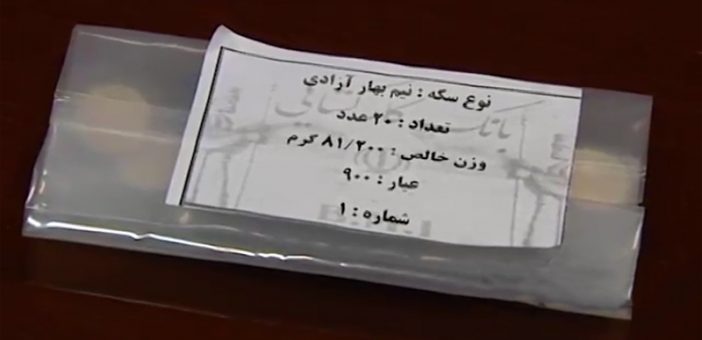 نوع سکه : نیم بهار آزادی
تعداد : ۲۰ عدد
وزن خالص : ۸۱/۲۰۰ گرم
عیار : ۹۰۰
شماره : ۱